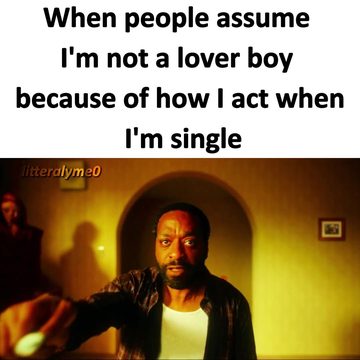 When people assume
I'm not a lover boy
because of how I act when
I'm single
litteralyme0